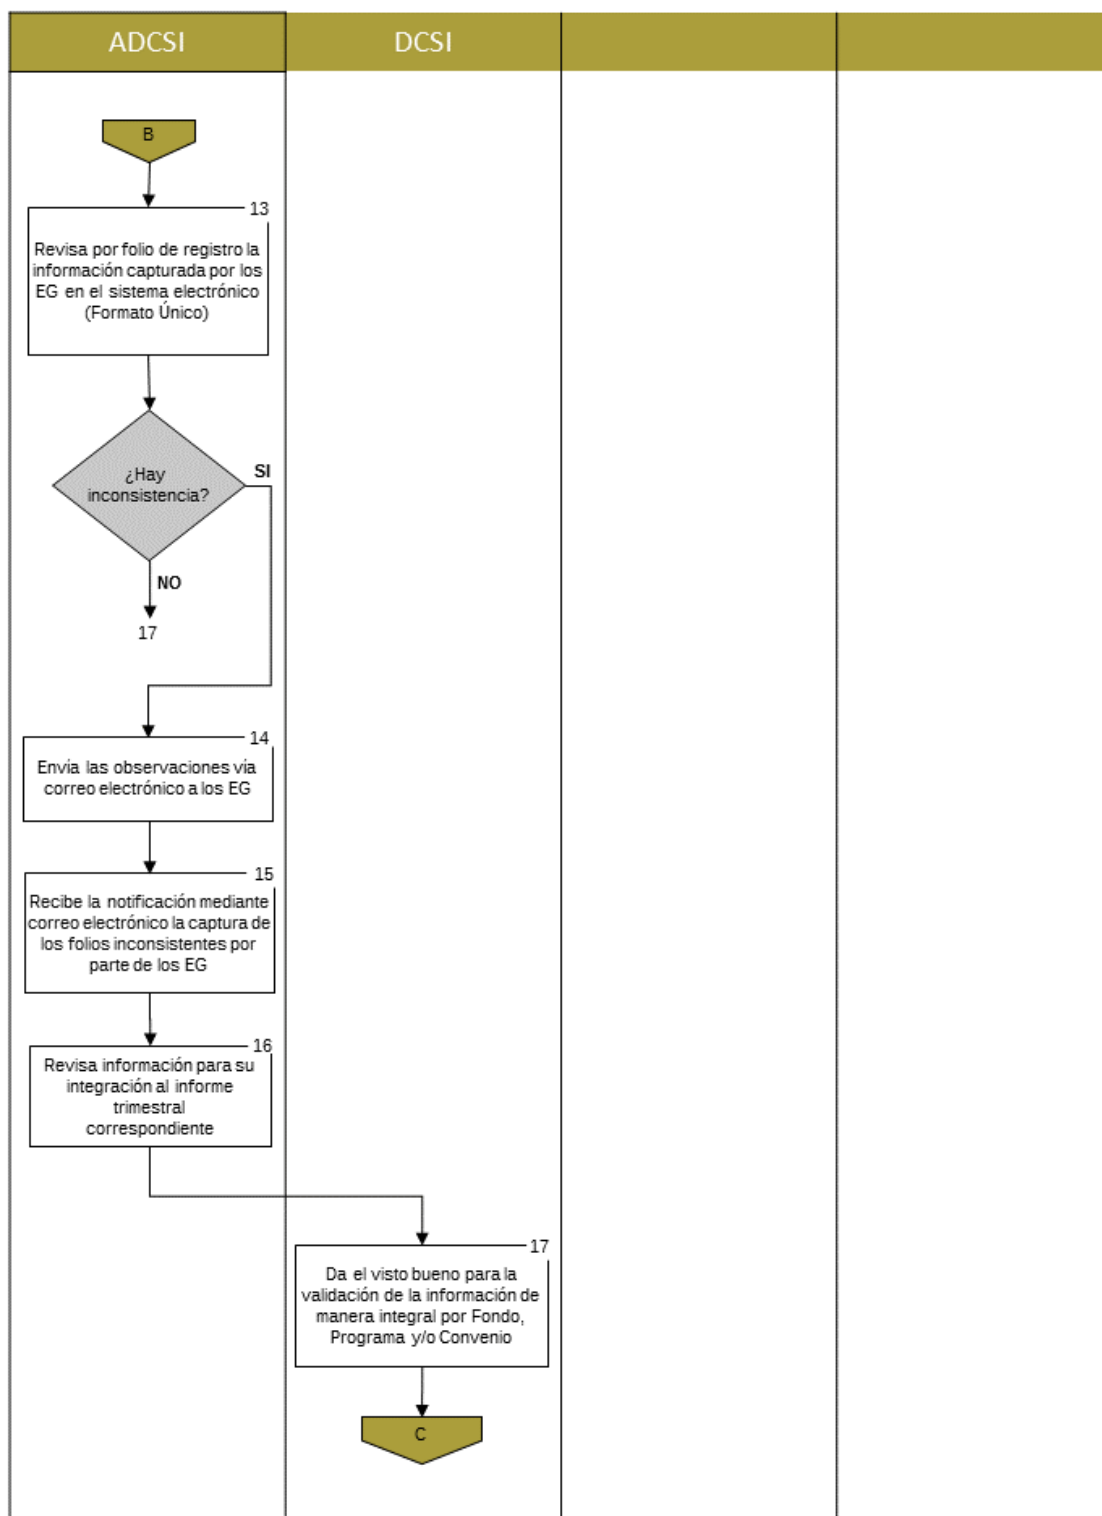 ADCSI
DCSI
B
13
Revisa por folio de registro la
información capturada por los
EG en el sistema electrónico
(Formato Único)
¿Hay
inconsistencia?
SI
NO
17
14
Envia las observaciones vía
correo electrónico a los EG
15
Recibe la notificación mediante
correo electrónico la captura de
los folios inconsistentes por
parte de los EG
16
Revisa información para su
integración al informe
trimestral
correspondiente
17
Da el visto bueno para la
validación de la información de
manera integral por Fondo,
Programa y/o Convenio
C